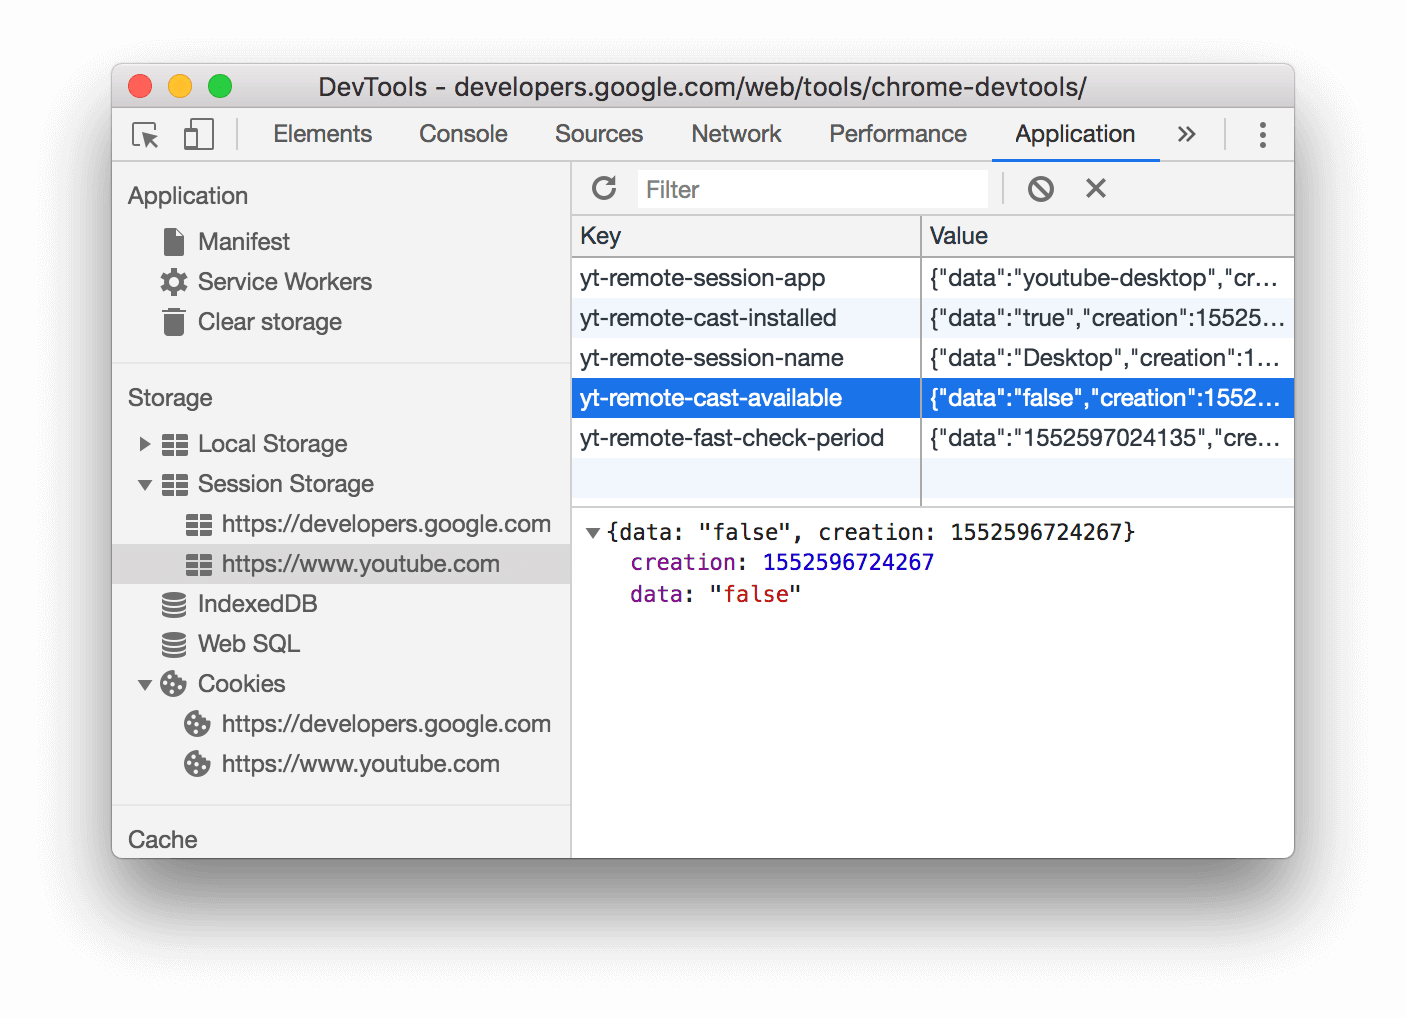 DevTools - developers.google.com/web/tools/chrome-devtools/
Elements Console Sources Network Performance Application »
Application
Manifest
Service Workers
Clear storage
Storage
Local Storage
Session Storage
https://developers.google.com
https://www.youtube.com
IndexedDB
Web SQL
Cookies
https://developers.google.com
https://www.youtube.com
Cache
Filter
Key Value
yt-remote-session-app {"data":"youtube-desktop","cr…
yt-remote-cast-installed {"data":"true","creation":15525…
yt-remote-session-name {"data":"Desktop","creation":1…
yt-remote-cast-available {"data":"false","creation":1552…
yt-remote-fast-check-period {"data":"1552597024135","cre…
{data: "false", creation: 1552596724267}
creation: 1552596724267
data: "false"